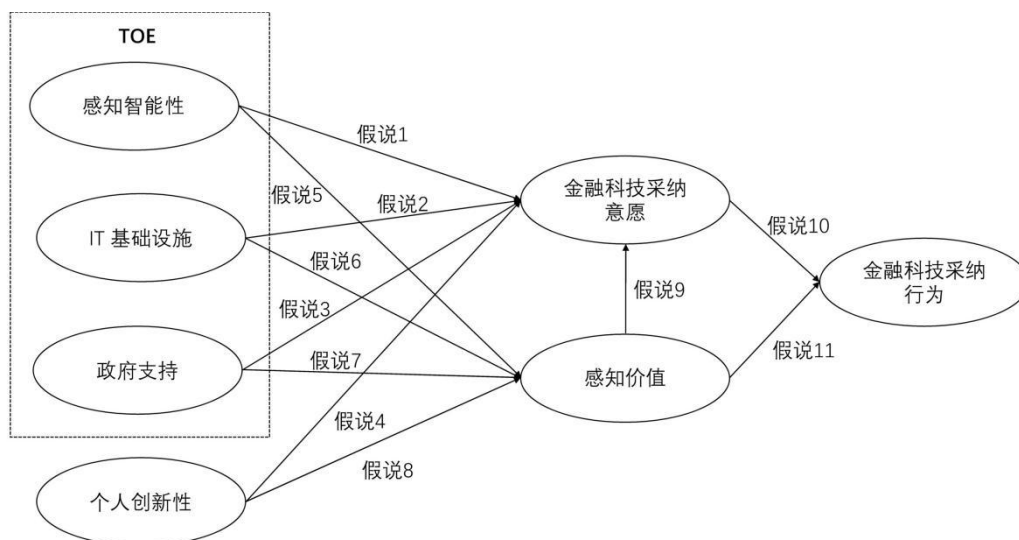 TOE
感知智能性
假说1
金融科技采纳
意愿
假说5
假说2
IT 基础设施
假说10
假说6
金融科技采纳
行为
假说9
假说3
假说11
政府支持
假说7
感知价值
假说4
假说8
个人创新性